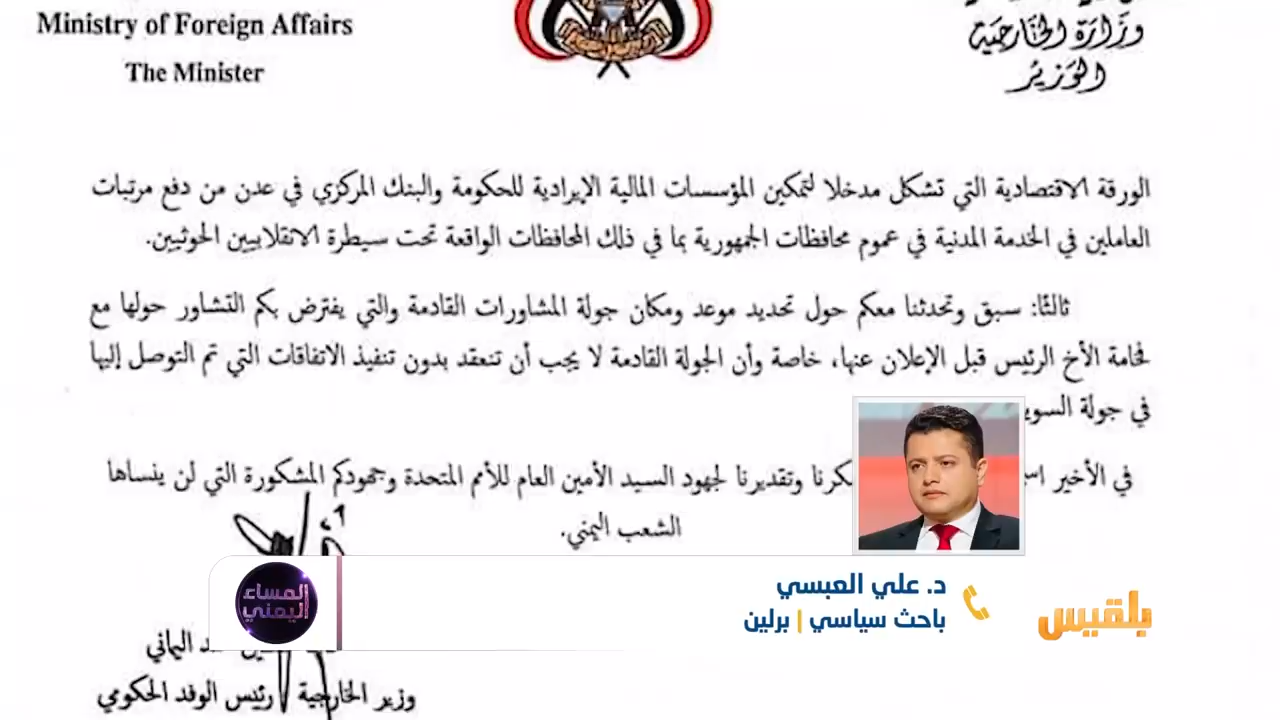 Ministry of Foreign Affairs
The Minister
وزارة الخارجية
الوزير
الورقة الاقتصادية التي تشكل مدخلا لتمكين المؤسسات المالية الإيرادية للحكومة والبنك المركزي في عدن من دفع مرتبات
العاملين في الخدمة المدنية في عموم محافظات الجمهورية بما في ذلك المحافظات الواقعة تحت سيطرة الانقلابيين الحوثيين.
ثالثًا: سبق وتحدثنا معكم حول تحديد موعد ومكان جولة المشاورات القادمة والتي يفترض بكم التشاور حولها مع
فخامة الأخ الرئيس قبل الإعلان عنها، خاصة وأن الجولة القادمة لا يجب أن تنعقد بدون تنفيذ الاتفاقات التي تم التوصل إليها
في جولة
في الأخير وتقديرنا لجهود السيد الأمين العام للأمم المتحدة وجهودكم المشكورة التي لن ينساها
الشعب اليمني.
د. علي العبسي
باحث سياسي | برلين
بلقيس
المساء
اليمني
اليماني
وزير الخارجية / رئيس الوفد الحكومي